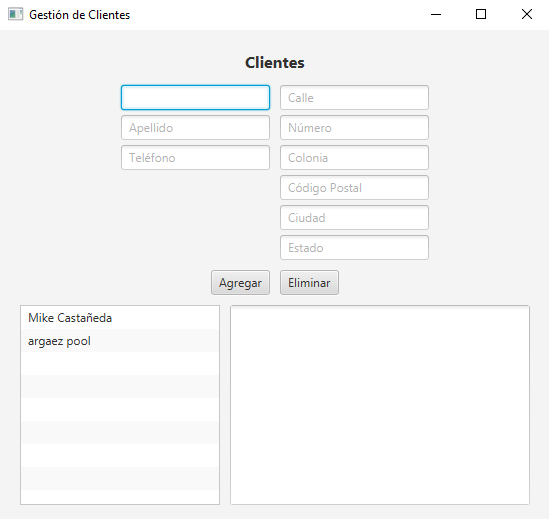 Gestión de Clientes
Clientes
Calle
Apellido
Número
Teléfono
Colonia
Código Postal
Ciudad
Estado
Agregar
Eliminar
Mike Castañeda
argaez pool